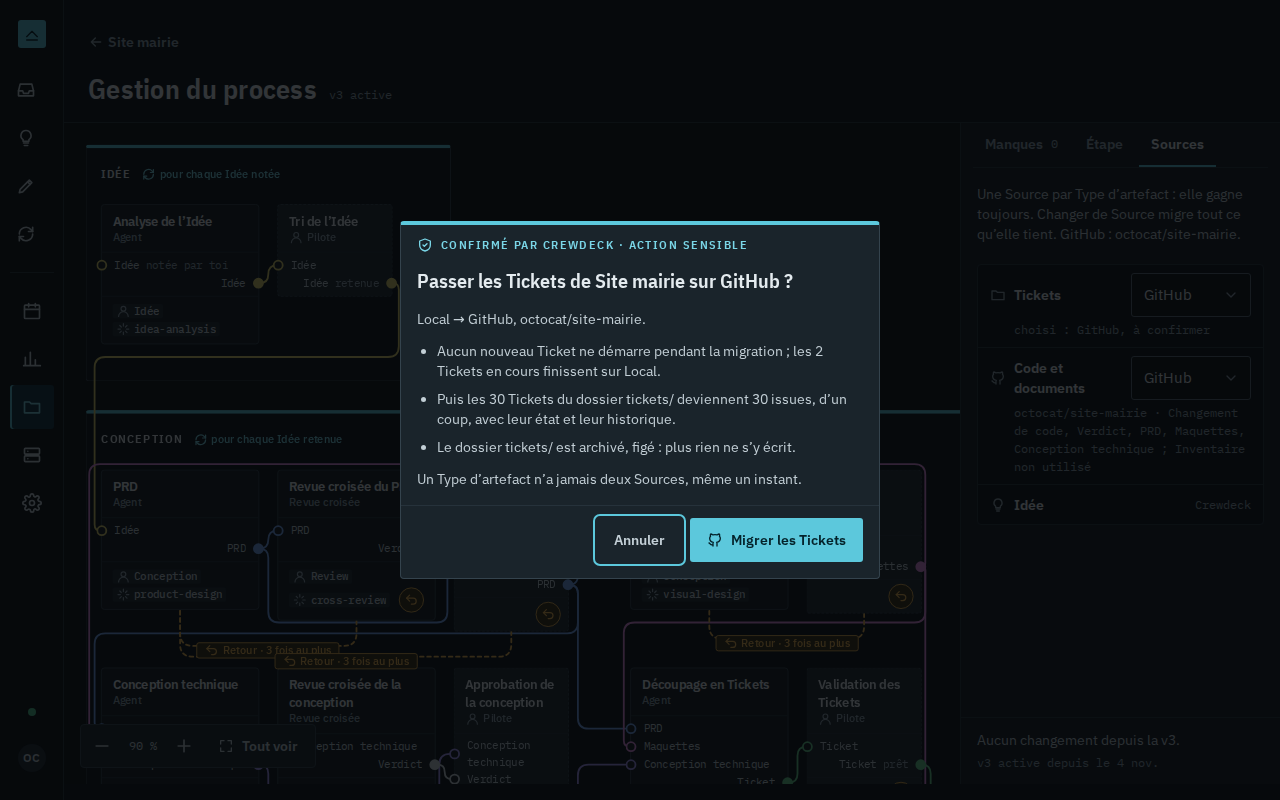 ← Site mairie
Gestion du process v3 active
IDÉE pour chaque Idée notée
Analyse de l’Idée
Agent
Idée notée par toi
Idée
Idée
idea-analysis
Tri de l’Idée
Pilote
Idée
Idée retenue
CONCEPTION pour chaque Idée retenue
PRD
Agent
Idée
PRD
Conception
product-design
Revue croisée du P
Revue croisée
PRD
Review
cross-review
PRD
visual-design
Retour · 3 fois au plus
Retour · 3 fois au plus
Retour · 3 fois au plus
Conception technique
Agent
Revue croisée de la
conception
Revue croisée
Verdict
Approbation de
la conception
Pilote
Conception
technique
Verdict
Découpage en Tickets
Agent
PRD
Maquettes
Conception technique
Ticket
Validation des
Tickets
Pilote
Ticket
Ticket prêt
90 %
Tout voir
OC
CONFIRMÉ PAR CREWDECK · ACTION SENSIBLE
Passer les Tickets de Site mairie sur GitHub ?
Local → GitHub, octocat/site-mairie.
• Aucun nouveau Ticket ne démarre pendant la migration ; les 2
Tickets en cours finissent sur Local.
• Puis les 30 Tickets du dossier tickets/ deviennent 30 issues, d’un
coup, avec leur état et leur historique.
• Le dossier tickets/ est archivé, figé : plus rien ne s’y écrit.
Un Type d’artefact n’a jamais deux Sources, même un instant.
Annuler
Migrer les Tickets
Manques 0 Étape Sources
Une Source par Type d’artefact : elle gagne
toujours. Changer de Source migre tout ce
qu’elle tient. GitHub : octocat/site-mairie.
Tickets
GitHub
choisi : GitHub, à confirmer
Code et
documents
GitHub
octocat/site-mairie · Changement
de code, Verdict, PRD, Maquettes,
Conception technique ; Inventaire
non utilisé
Idée
Crewdeck
Aucun changement depuis la v3.
v3 active depuis le 4 nov.